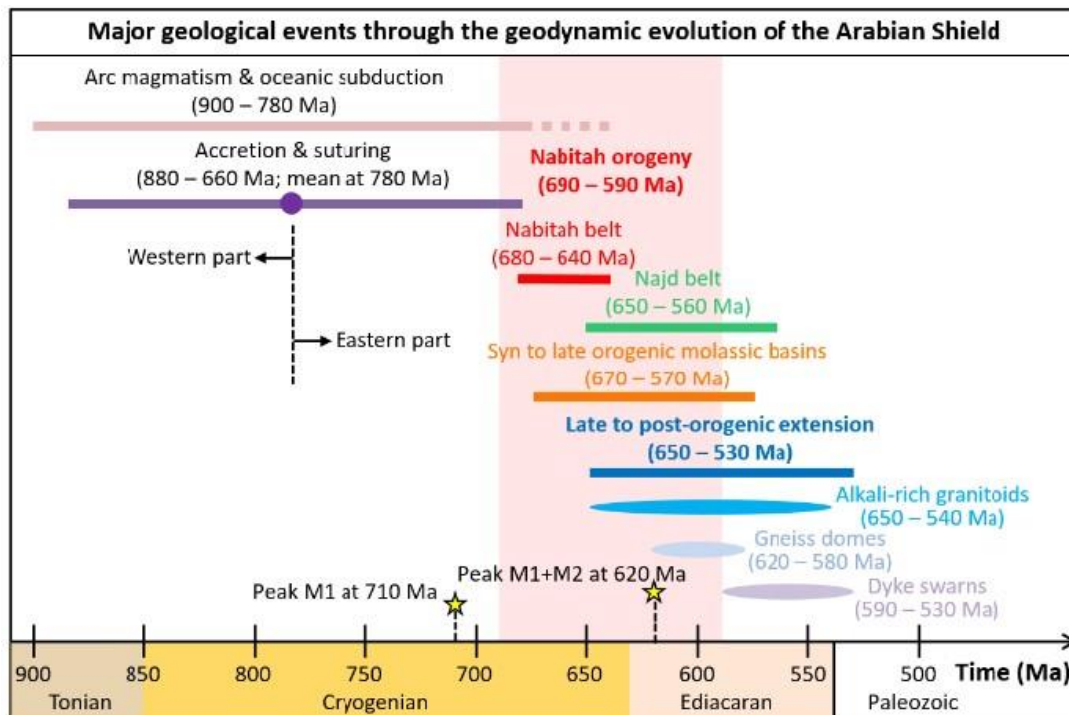 Major geological events through the geodynamic evolution of the Arabian Shield
Arc magmatism & oceanic subduction
(900 – 780 Ma)
Accretion & suturing
(880 – 660 Ma; mean at 780 Ma)
Nabitah orogeny
(690 – 590 Ma)
Western part
Eastern part
Nabitah belt
(680 – 640 Ma)
Najd belt
(650 – 560 Ma)
Syn to late orogenic molassic basins
(670 – 570 Ma)
Late to post-orogenic extension
(650 – 530 Ma)
Alkali-rich granitoids
(650 – 540 Ma)
Gneiss domes
(620 – 580 Ma)
Peak M1 at 710 Ma
Peak M1+M2 at 620 Ma
Dyke swarns
(590 – 530 Ma)
900 850 800 750 700 650 600 550 500 Time (Ma)
Tonian Cryogenian Ediacaran Paleozoic